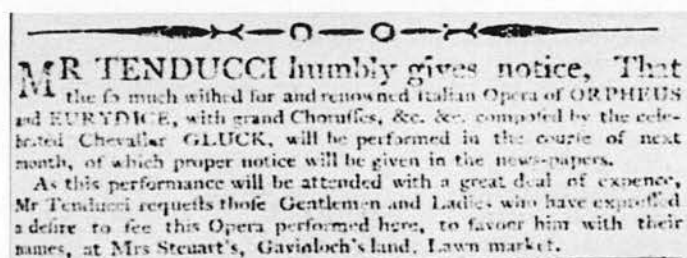 MR TENDUCCI humbly gives notice, That
the ſo much wiſhed for and renowned Italian Opera of ORPHEUS
and EURYDICE, with grand Choruſſes, &c. &c. compoſed by the cele-
brated Chevalier GLUCK, will be performed in the courſe of next
month, of which proper notice will be given in the news-papers.
As this performance will be attended with a great deal of expence,
Mr Tenducci requeſts thoſe Gentlemen and Ladies who have expreſſed
a deſire to ſee this Opera performed here, to favour him with their
names, at Mrs Steuart's, Gavinloch's land, Lawn market.